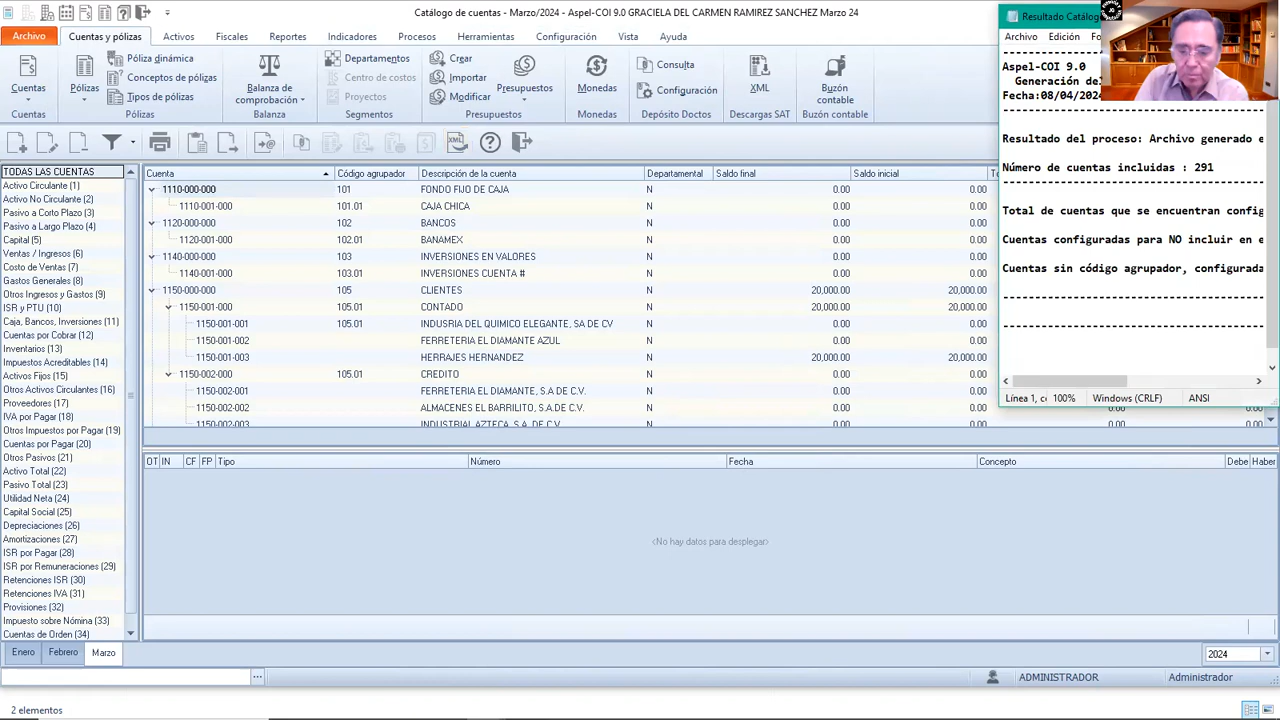 Catálogo de cuentas - Marzo/2024 - Aspel-COI 9.0 GRACIELA DEL CARMEN RAMIREZ SANCHEZ Marzo 24
Archivo Cuentas y pólizas Activos Fiscales Reportes Indicadores Procesos Herramientas Configuración Vista Ayuda
Cuentas
Cuentas
Pólizas
Póliza dinámica
Conceptos de pólizas
Tipos de pólizas
Pólizas
Balanza de
comprobación
Balanza
Departamentos
Centro de costo
Proyectos
Segmentos
Crear
Importar
Modificar
Presupuestos
Presupuestos
Monedas
Monedas
Consulta
Configuración
Depósito Doctos
XML
Descargas SAT
Buzón
contable
Buzón contable
TODAS LAS CUENTAS
Activo Circulante (1)
Activo No Circulante (2)
Pasivo a Corto Plazo (3)
Pasivo a Largo Plazo (4)
Capital (5)
Ventas / Ingresos (6)
Costo de Ventas (7)
Gastos Generales (8)
Otros Ingresos y Gastos (9)
ISR y PTU (10)
Caja, Bancos, Inversiones (11)
Cuentas por Cobrar (12)
Inventarios (13)
Impuestos Acreditables (14)
Activos Fijos (15)
Otros Activos Circulantes (16)
Proveedores (17)
IVA por Pagar (18)
Otros Impuestos por Pagar (19)
Cuentas por Pagar (20)
Otros Pasivos (21)
Activo Total (22)
Pasivo Total (23)
Utilidad Neta (24)
Capital Social (25)
Depreciaciones (26)
Amortizaciones (27)
ISR por Pagar (28)
ISR por Remuneraciones (29)
Retenciones ISR (30)
Retenciones IVA (31)
Provisiones (32)
Impuesto sobre Nómina (33)
Cuentas de Orden (34)
Cuenta Código agrupador Descripción de la cuenta Departamental Saldo final Saldo inicial
1110-000-000 101 FONDO FIJO DE CAJA N 0.00 0.00
1110-001-000 101.01 CAJA CHICA N 0.00 0.00
1120-000-000 102 BANCOS N 0.00 0.00
1120-001-000 102.01 BANAMEX N 0.00 0.00
1140-000-000 103 INVERSIONES EN VALORES N 0.00 0.00
1140-001-000 103.01 INVERSIONES CUENTA # N 0.00 0.00
1150-000-000 105 CLIENTES N 20,000.00 20,000.00
1150-001-000 105.01 CONTADO N 20,000.00 20,000.00
1150-001-001 105.01 INDUSRIA DEL QUIMICO ELEGANTE, SA DE CV N 0.00 0.00
1150-001-002 FERRETERIA EL DIAMANTE AZUL N 0.00 0.00
1150-001-003 HERRAJES HERNANDEZ N 20,000.00 20,000.00
1150-002-000 105.01 CREDITO N 0.00 0.00
1150-002-001 FERRETERIA EL DIAMANTE, S.A DE C.V. N 0.00 0.00
1150-002-002 ALMACENES EL BARRILITO, S.A DE C.V. N 0.00 0.00 0.00 0.00
1150-002-003 INDUSTRIAL AZTECA, S.A. DE C.V. N 0.00 0.00 0.00 0.00
OT IN CF FP Tipo Número Fecha Concepto Debe Haber
<No hay datos para desplegar>
Enero Febrero Marzo
2024
ADMINISTRADOR Administrador
2 elementos
Resultado Catálogo
Archivo Edición Fo
Aspel-COI 9.0
Generación del
Fecha:08/04/2024
Resultado del proceso: Archivo generado e
Número de cuentas incluidas : 291
Total de cuentas que se encuentran config
Cuentas configuradas para NO incluir en e
Cuentas sin código agrupador, configurada
Línea 1, c 100% Windows (CRLF) ANSI